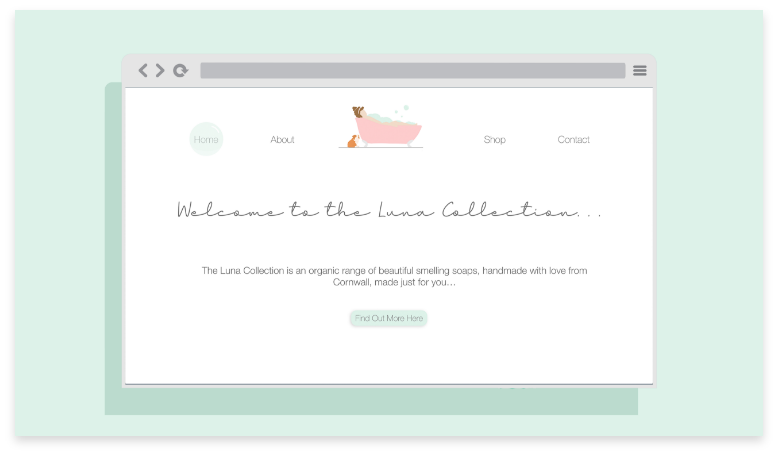 Home
About
Shop
Contact
Welcome to the Luna Collection...
The Luna Collection is an organic range of beautiful smelling soaps, handmade with love from
Cornwall, made just for you...
Find Out More Here